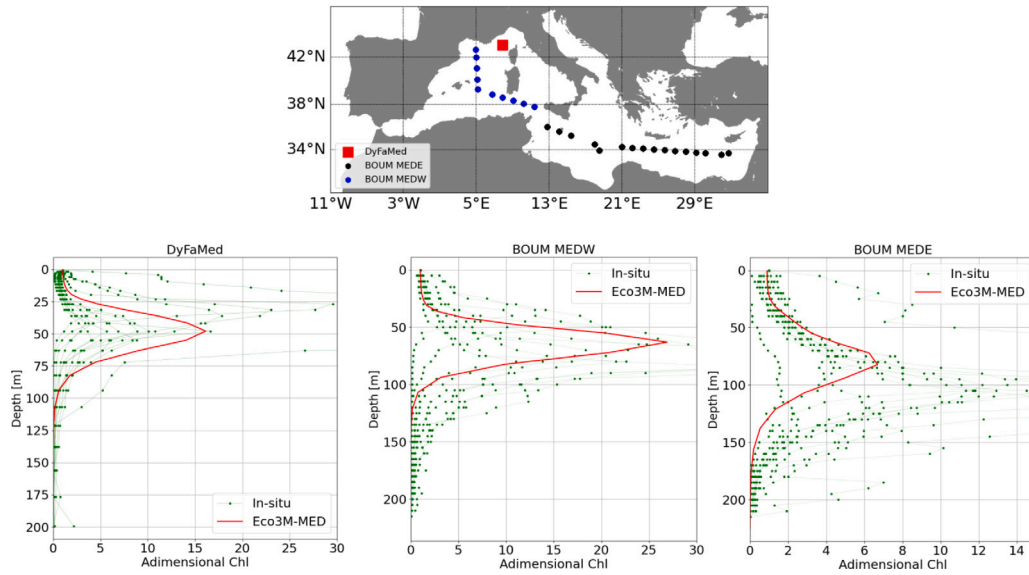 42°N
38°N
34°N
DyFaMed
BOUM MEDE
BOUM MEDW
11°W 3°W 5°E 13°E 21°E 29°E
DyFaMed
0
25
50
75
100
125
150
175
200
Depth [m]
In-situ
Eco3M-MED
0 5 10 15 20 25 30
Adimensional Chl
BOUM MEDW
0
50
100
150
200
Depth [m]
In-situ
Eco3M-MED
0 5 10 15 20 25 30
Adimensional Chl
BOUM MEDE
0
50
100
150
200
Depth [m]
In-situ
Eco3M-MED
0 2 4 6 8 10 12 14
Adimensional Chl